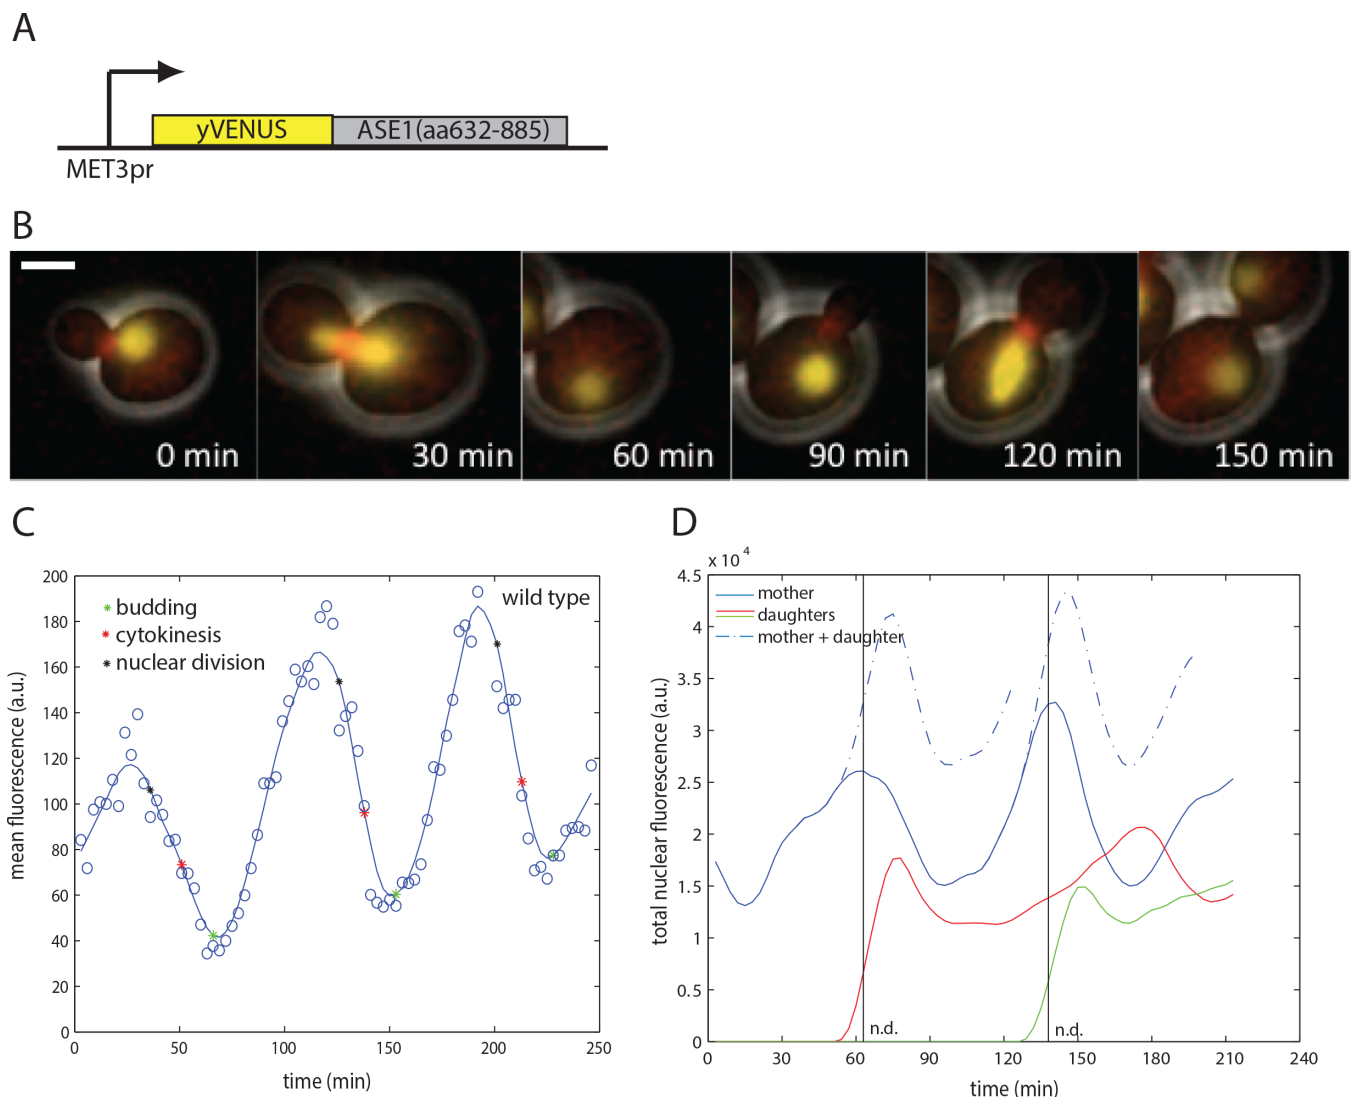 A
yVENUS ASE1(aa632-885)
MET3pr
B
0 min 30 min 60 min 90 min 120 min 150 min
C
200
180
160
140
120
100
80
60
40
20
0
0 50 100 150 200 250
mean fluorescence (a.u.)
time (min)
wild type
budding
cytokinesis
nuclear division
D
x 10 4
4.5
4
3.5
3
2.5
2
1.5
1
0.5
0
0 30 60 90 120 150 180 210 240
total nuclear fluorescence (a.u.)
time (min)
mother
daughters
mother + daughter
n.d. n.d.